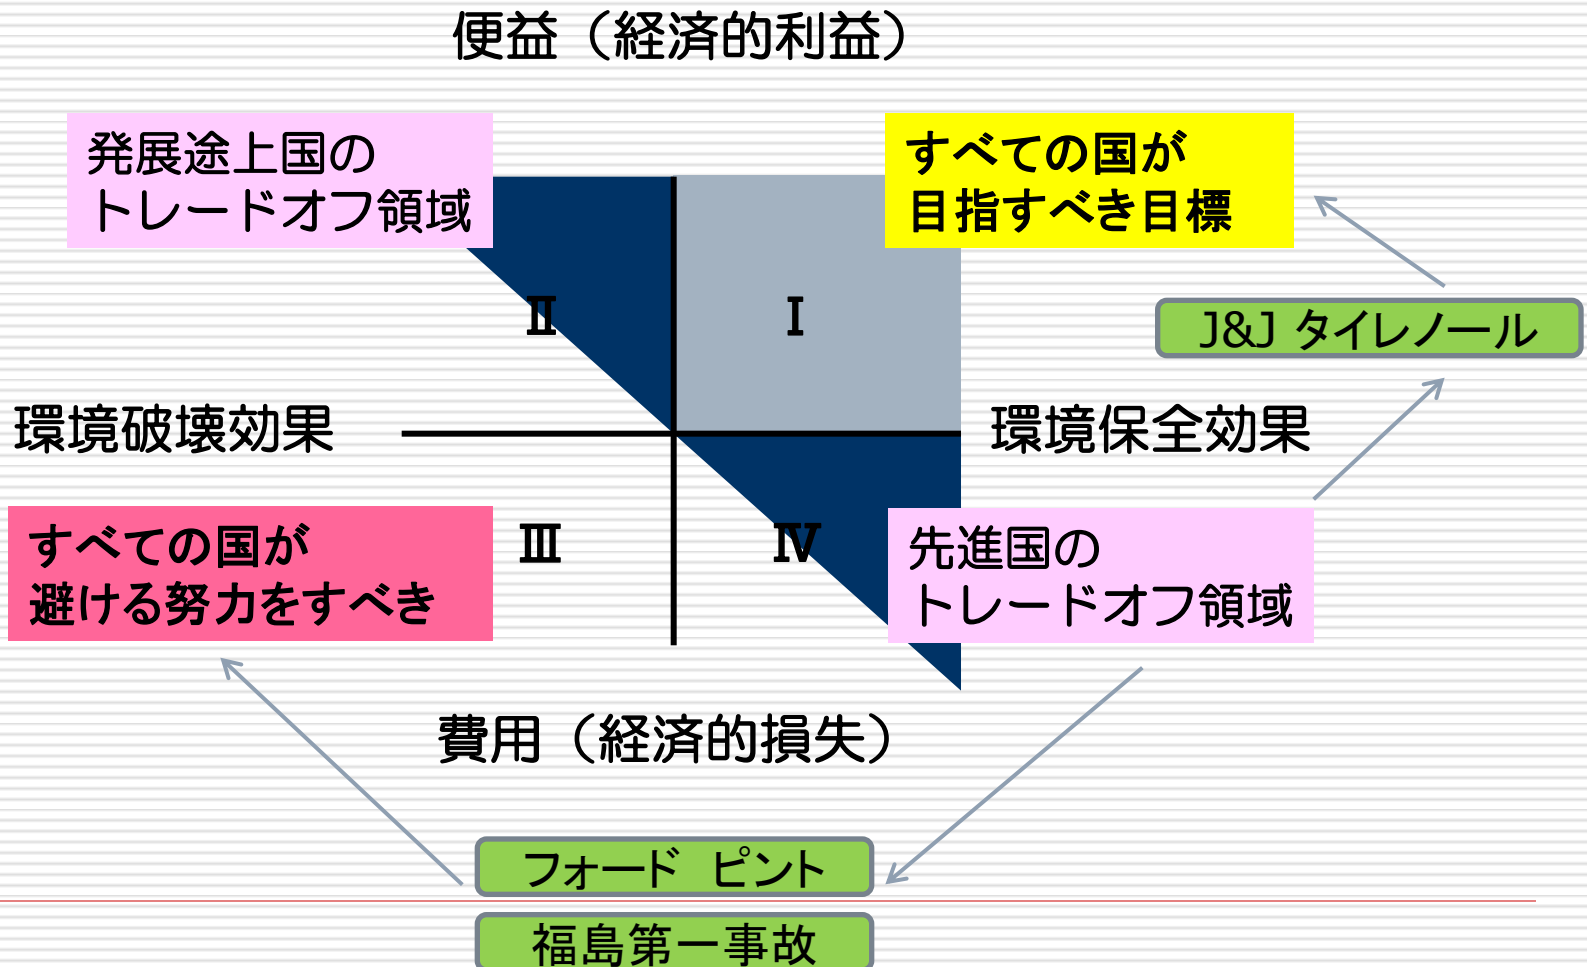 便益（経済的利益）
発展途上国の
トレードオフ領域
すべての国が
目指すべき目標
Ⅱ
Ⅰ
J&J タイレノール
環境破壊効果
環境保全効果
すべての国が
避ける努力をすべき
Ⅲ
Ⅳ
先進国の
トレードオフ領域
費用（経済的損失）
フォード　ピント
福島第一事故